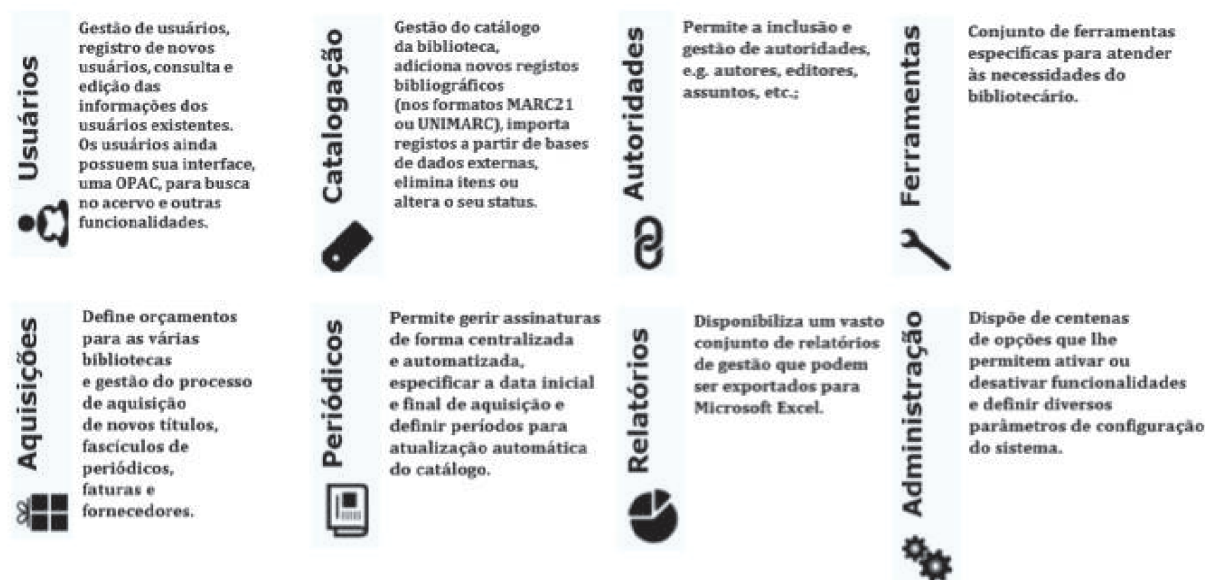 Usuários
Gestão de usuários,
registro de novos
usuários, consulta e
edição das
informações dos
usuários existentes.
Os usuários ainda
possuem sua interface,
uma OPAC, para busca
no acervo e outras
funcionalidades.
Catalogação
Gestão do catálogo
da biblioteca,
adiciona novos registos
bibliográficos
(nos formatos MARC21
ou UNIMARC), importa
registos a partir de bases
de dados externas,
elimina itens ou
altera o seu status.
Autoridades
Permite a inclusão e
gestão de autoridades,
e.g. autores, editores,
assuntos, etc.;
Ferramentas
Conjunto de ferramentas
especificas para atender
às necessidades do
bibliotecário.
Aquisições
Define orçamentos
para as várias
bibliotecas
e gestão do processo
de aquisição
de novos títulos,
fascículos de
periódicos,
faturas e
fornecedores.
Periódicos
Permite gerir assinaturas
de forma centralizada
e automatizada,
especificar a data inicial
e final de aquisição e
definir períodos para
atualização automática
do catálogo.
Relatórios
Disponibiliza um vasto
conjunto de relatórios
de gestão que podem
ser exportados para
Microsoft Excel.
Administração
Dispõe de centenas
de opções que lhe
permitem ativar ou
desativar funcionalidades
e definir diversos
parâmetros de configuração
do sistema.